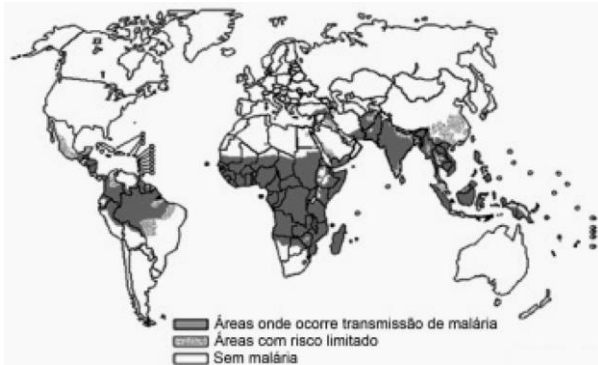 Áreas onde ocorre transmissão de malária
Áreas com risco limitado
Sem malária